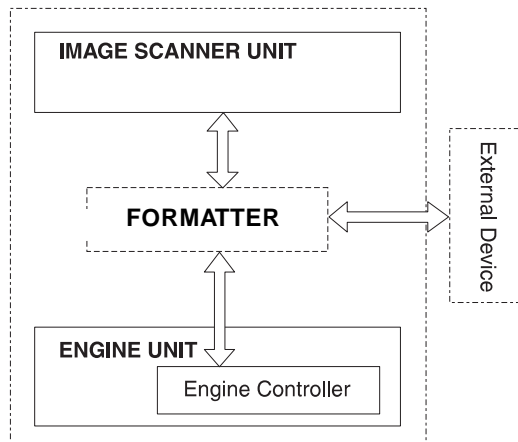 IMAGE SCANNER UNIT
FORMATTER
External Device
ENGINE UNIT
Engine Controller